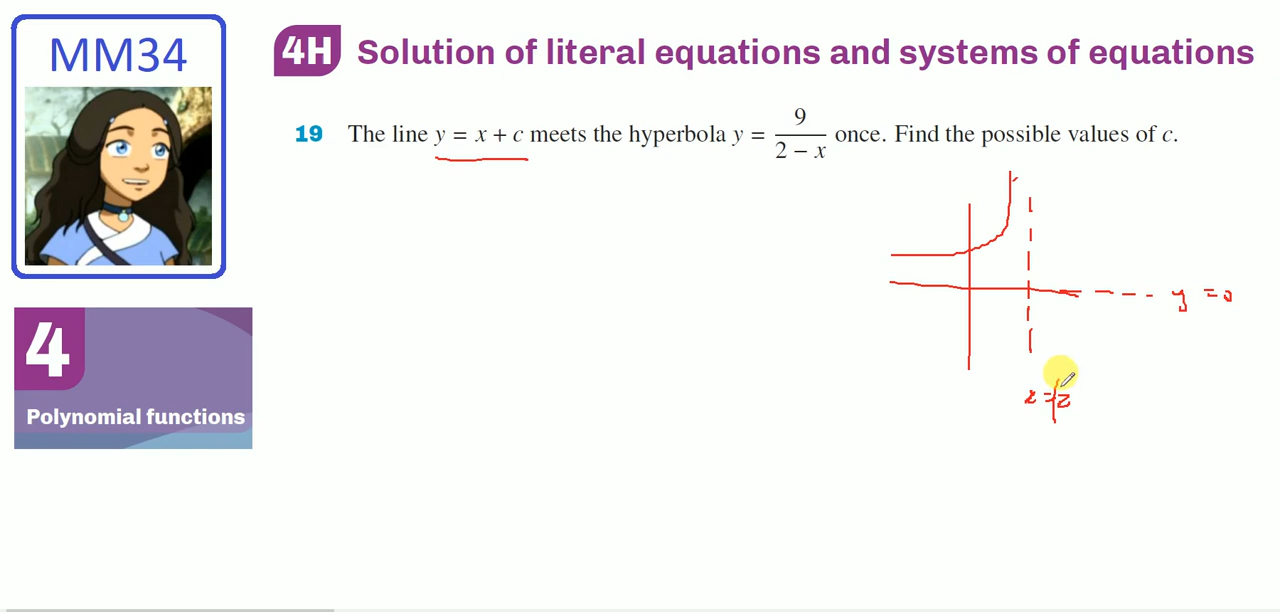 MM34
4H Solution of literal equations and systems of equations
19 The line y = x + c meets the hyperbola y = 9/(2 − x) once. Find the possible values of c.
y = 0
x = 2
4
Polynomial functions